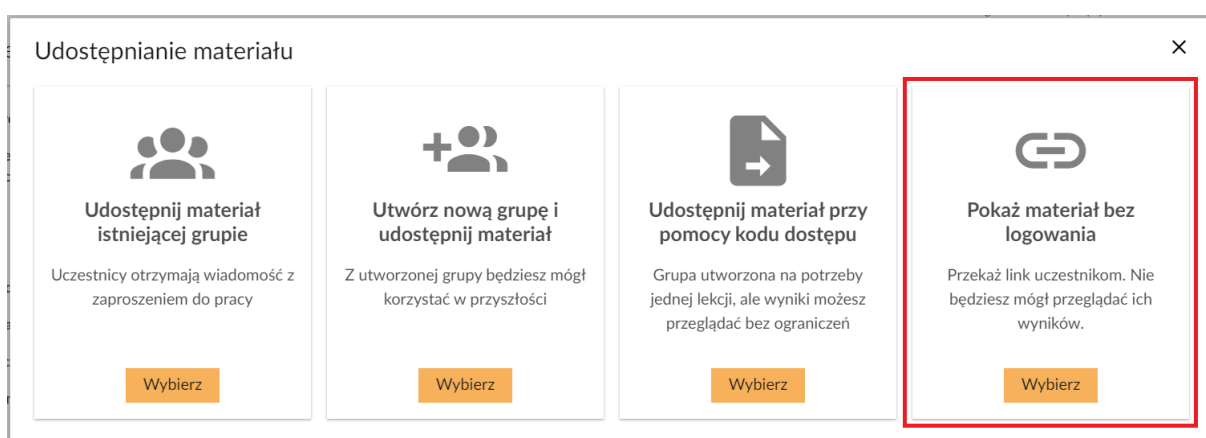 Udostępnianie materiału
Udostępnij materiał
istniejącej grupie
Uczestnicy otrzymają wiadomość z
zaproszeniem do pracy
Wybierz
Utwórz nową grupę i
udostępnij materiał
Z utworzonej grupy będziesz mógł
korzystać w przyszłości
Wybierz
Udostępnij materiał przy
pomocy kodu dostępu
Grupa utworzona na potrzeby
jednej lekcji, ale wyniki możesz
przeglądać bez ograniczeń
Wybierz
Pokaż materiał bez
logowania
Przekaż link uczestnikom. Nie
będziesz mógł przeglądać ich
wyników.
Wybierz